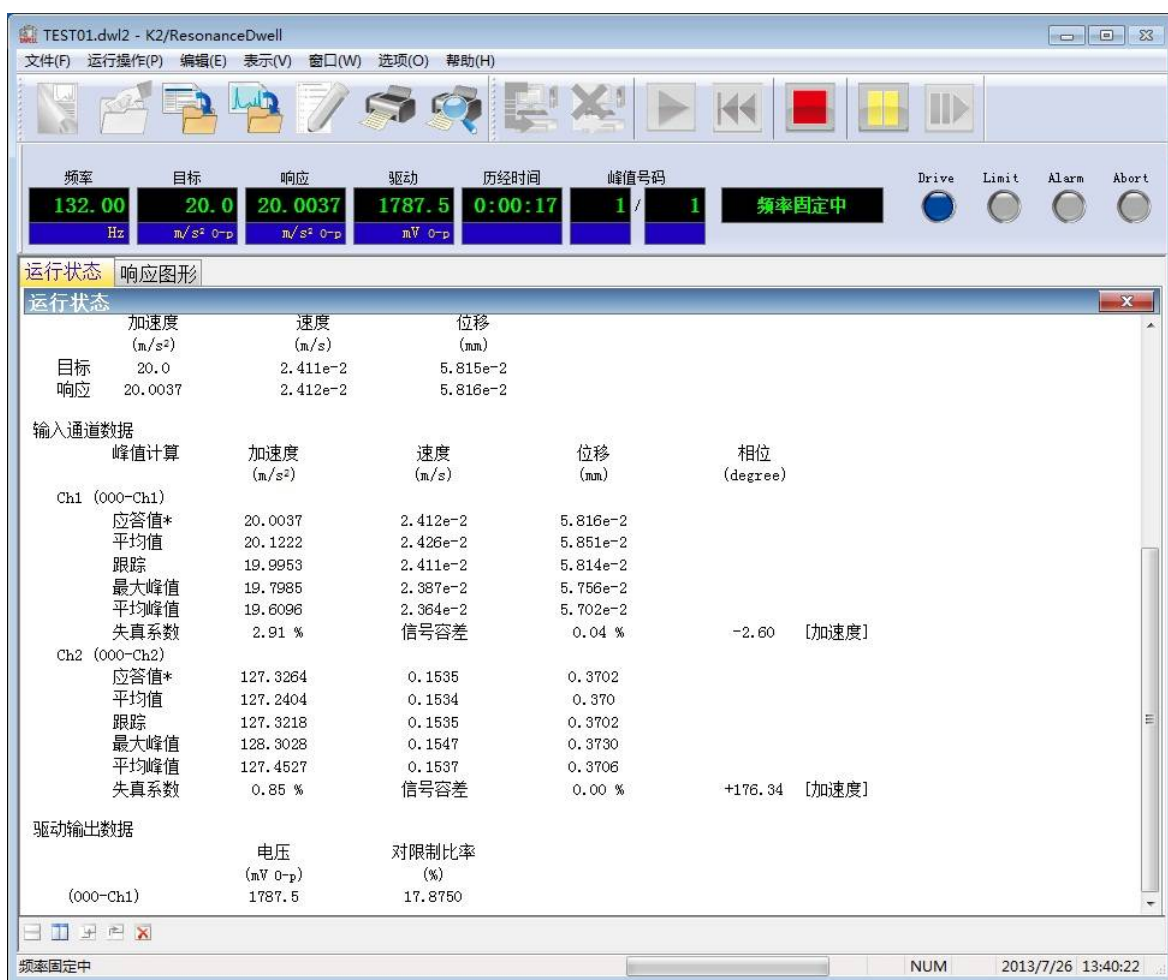 TEST01.dwl2 - K2/ResonanceDwell
文件(F) 运行操作(P) 编辑(E) 表示(V) 窗口(W) 选项(O) 帮助(H)
频率 目标 响应 驱动 历经时间 峰值号码 Drive Limit Alarm Abort
132.00 20.0 20.0037 1787.5 0:00:17 1 / 1 频率固定中
Hz m/s² 0-p m/s² 0-p mV 0-p
运行状态 响应图形
运行状态
加速度 速度 位移
(m/s²) (m/s) (mm)
目标 20.0 2.411e-2 5.815e-2
响应 20.0037 2.412e-2 5.816e-2
输入通道数据
峰值计算 加速度 速度 位移 相位
(m/s²) (m/s) (mm) (degree)
Ch1 (000-Ch1)
应答值* 20.0037 2.412e-2 5.816e-2
平均值 20.1222 2.426e-2 5.851e-2
跟踪 19.9953 2.411e-2 5.814e-2
最大峰值 19.7985 2.387e-2 5.756e-2
平均峰值 19.6096 2.364e-2 5.702e-2
失真系数 2.91 % 信号容差 0.04 % -2.60 [加速度]
Ch2 (000-Ch2)
应答值* 127.3264 0.1535 0.3702
平均值 127.2404 0.1534 0.370
跟踪 127.3218 0.1535 0.3702
最大峰值 128.3028 0.1547 0.3730
平均峰值 127.4527 0.1537 0.3706
失真系数 0.85 % 信号容差 0.00 % +176.34 [加速度]
驱动输出数据
电压 对限制比率
(mV 0-p) (%)
(000-Ch1) 1787.5 17.8750
频率固定中 NUM 2013/7/26 13:40:22